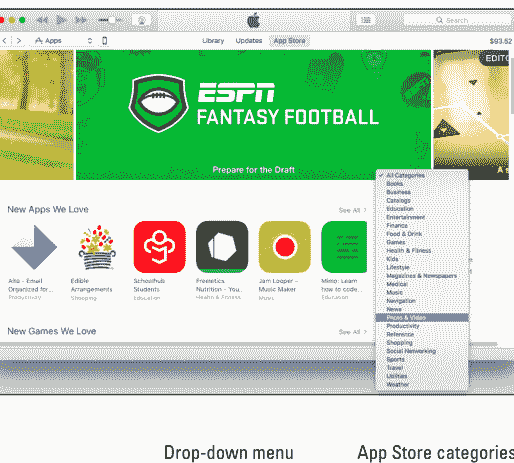 Search
Apps
Library Updates App Store
$93.52
EDITO
ESPN
FANTASY FOOTBALL
Prepare for the Draft
A s
New Apps We Love
See All >
Alto - Email
Organized for...
Productivity
Edible
Arrangements
Shopping
Schoolhub
Students
Education
Freeletics
Nutrition - You...
Health & Fitness
Jam Looper -
Music Maker
Music
Mimo: Learn
how to code...
Education
New Games We Love
See All >
All Categories
Books
Business
Catalogs
Education
Entertainment
Finance
Food & Drink
Games
Health & Fitness
Kids
Lifestyle
Magazines & Newspapers
Medical
Music
Navigation
News
Photo & Video
Productivity
Reference
Shopping
Social Networking
Sports
Travel
Utilities
Weather
Drop-down menu
App Store categories